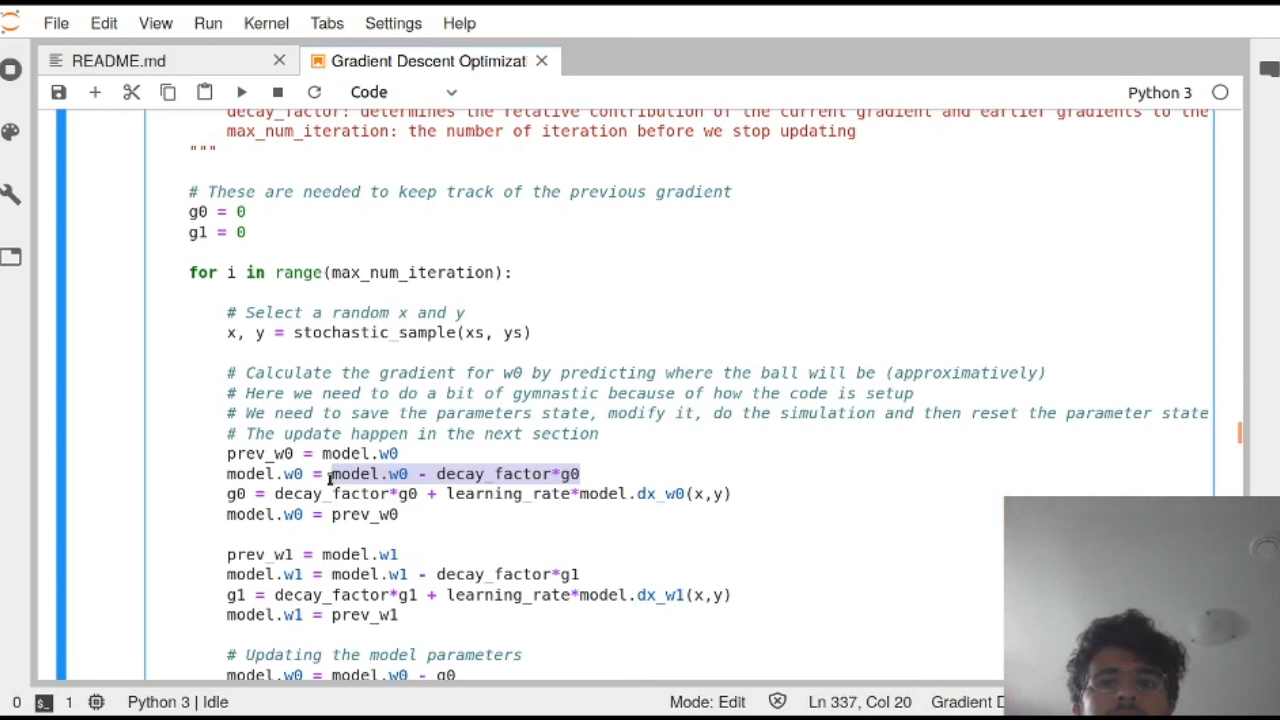 File Edit View Run Kernel Tabs Settings Help
README.md
Gradient Descent Optimizat
Code
Python 3
decay_factor: determines the relative contribution of the current gradient and earlier gradients to the
max_num_iteration: the number of iteration before we stop updating
"""
# These are needed to keep track of the previous gradient
g0 = 0
g1 = 0
for i in range(max_num_iteration):
# Select a random x and y
x, y = stochastic_sample(xs, ys)
# Calculate the gradient for w0 by predicting where the ball will be (approximatively)
# Here we need to do a bit of gymnastic because of how the code is setup
# We need to save the parameters state, modify it, do the simulation and then reset the parameter state
# The update happen in the next section
prev_w0 = model.w0
model.w0 = model.w0 - decay_factor*g0
g0 = decay_factor*g0 + learning_rate*model.dx_w0(x,y)
model.w0 = prev_w0
prev_w1 = model.w1
model.w1 = model.w1 - decay_factor*g1
g1 = decay_factor*g1 + learning_rate*model.dx_w1(x,y)
model.w1 = prev_w1
# Updating the model parameters
model.w0 = model.w0 - g0
0 1 Python 3 | Idle Mode: Edit Ln 337, Col 20 Gradient D